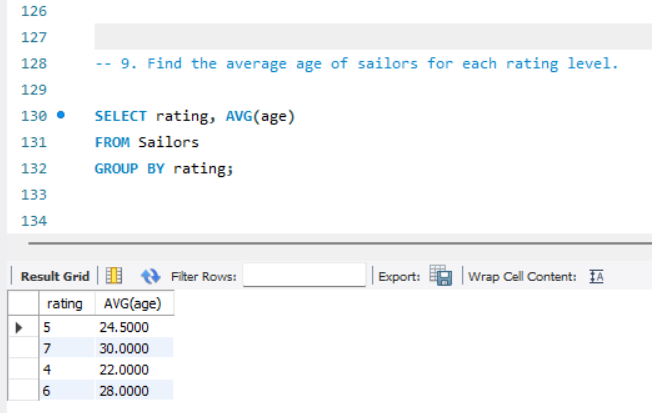 126
127
128 -- 9. Find the average age of sailors for each rating level.
129
130 SELECT rating, AVG(age)
131 FROM Sailors
132 GROUP BY rating;
133
134
Result Grid Filter Rows: Export: Wrap Cell Content: IA
rating AVG(age)
5 24.5000
7 30.0000
4 22.0000
6 28.0000